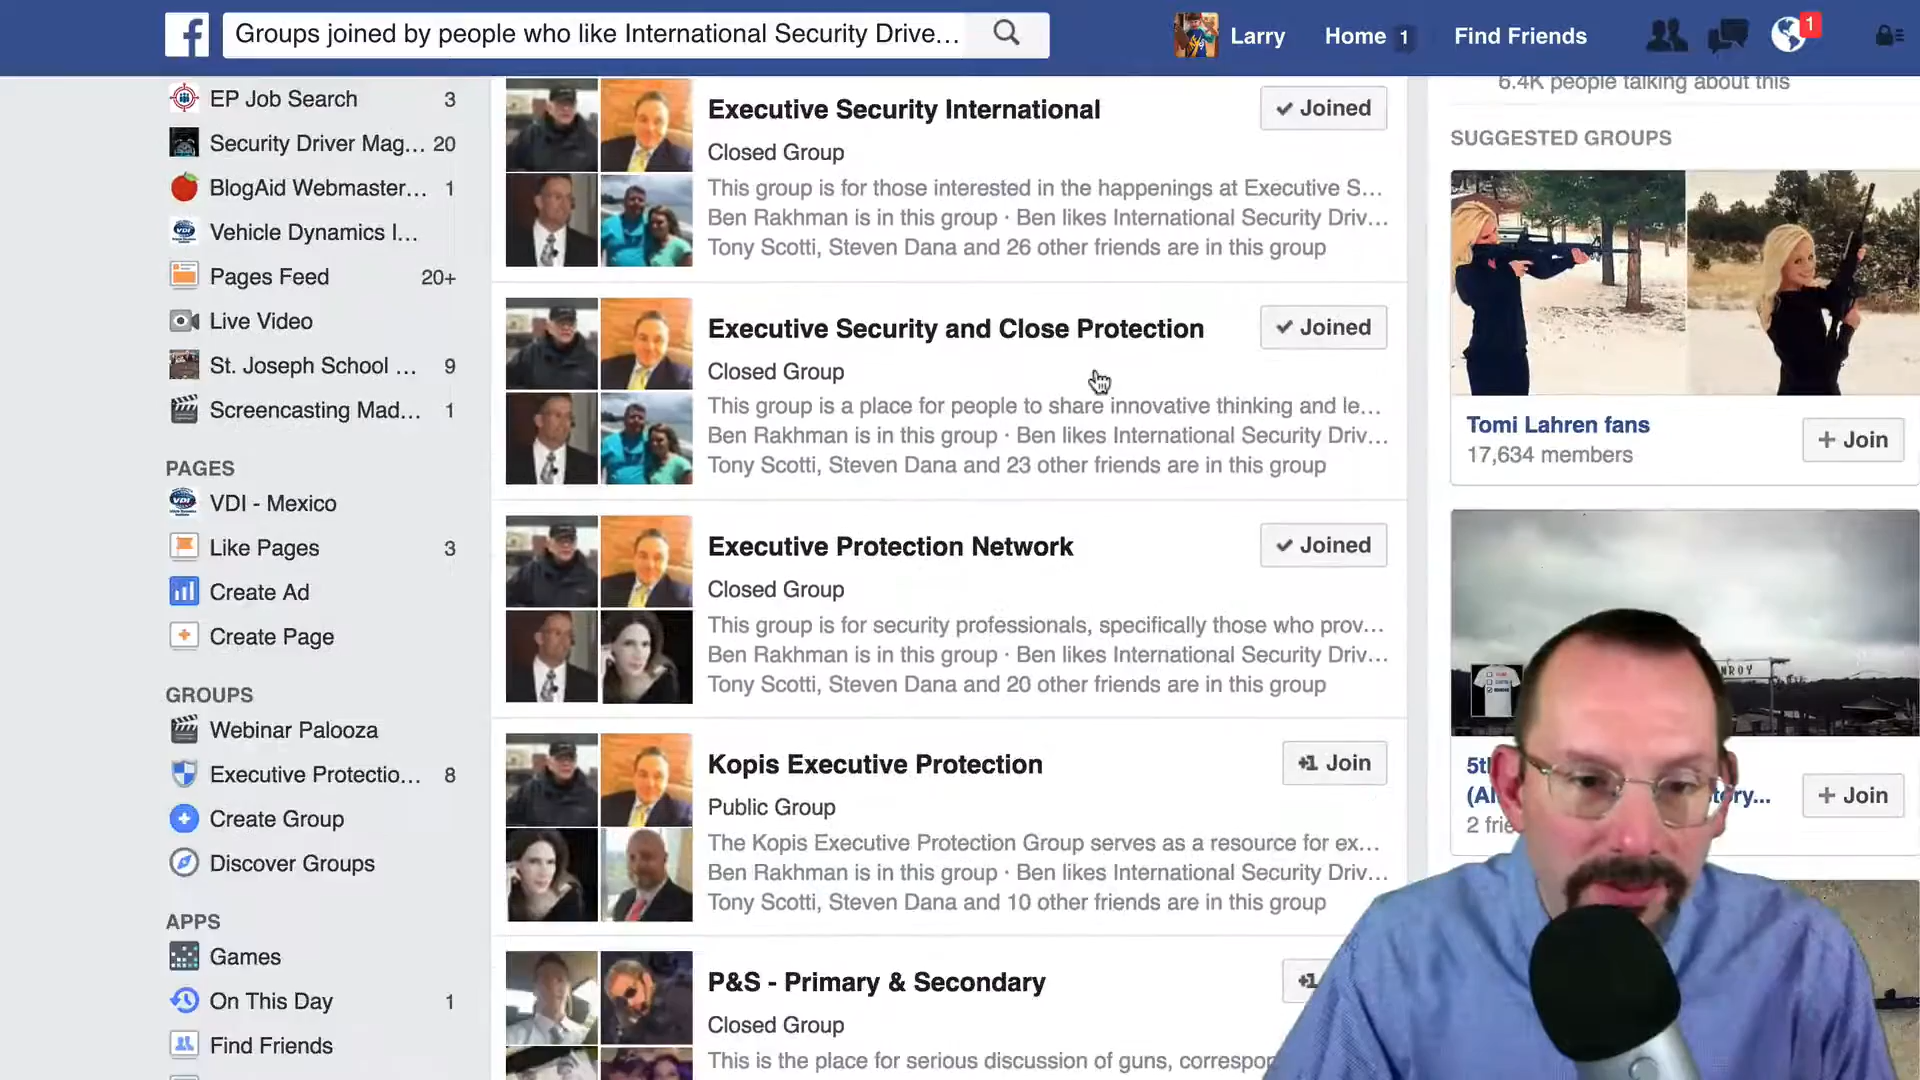 Groups joined by people who like International Security Drive...
Larry
Home 1
Find Friends
1
EP Job Search 3
Security Driver Mag... 20
BlogAid Webmaster... 1
Vehicle Dynamics I...
Pages Feed 20+
Live Video
St. Joseph School ... 9
Screencasting Mad... 1
PAGES
VDI - Mexico
Like Pages 3
Create Ad
Create Page
GROUPS
Webinar Palooza
Executive Protectio... 8
Create Group
Discover Groups
APPS
Games
On This Day 1
Find Friends
Executive Security International
Joined
Closed Group
This group is for those interested in the happenings at Executive S...
Ben Rakhman is in this group · Ben likes International Security Driv...
Tony Scotti, Steven Dana and 26 other friends are in this group
Executive Security and Close Protection
Joined
Closed Group
This group is a place for people to share innovative thinking and le...
Ben Rakhman is in this group · Ben likes International Security Driv...
Tony Scotti, Steven Dana and 23 other friends are in this group
Executive Protection Network
Joined
Closed Group
This group is for security professionals, specifically those who prov...
Ben Rakhman is in this group · Ben likes International Security Driv...
Tony Scotti, Steven Dana and 20 other friends are in this group
Kopis Executive Protection
+1 Join
Public Group
The Kopis Executive Protection Group serves as a resource for ex...
Ben Rakhman is in this group · Ben likes International Security Driv...
Tony Scotti, Steven Dana and 10 other friends are in this group
P&S - Primary & Secondary
+1
Closed Group
This is the place for serious discussion of guns, correspo
6.4K people talking about this
SUGGESTED GROUPS
Tomi Lahren fans
+ Join
17,634 members
NROY
5t
(Al tory...
+ Join
2 frie